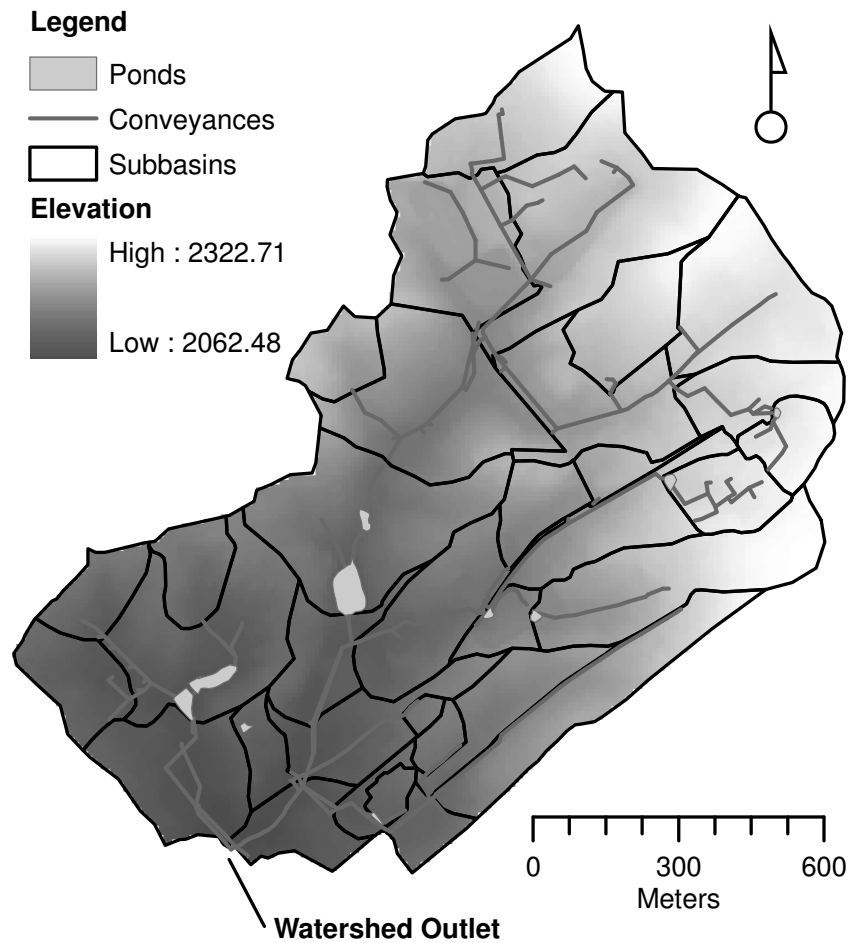 Legend
Ponds
Conveyances
Subbasins
Elevation
High : 2322.71
Low : 2062.48
0 300 600
Meters
Watershed Outlet